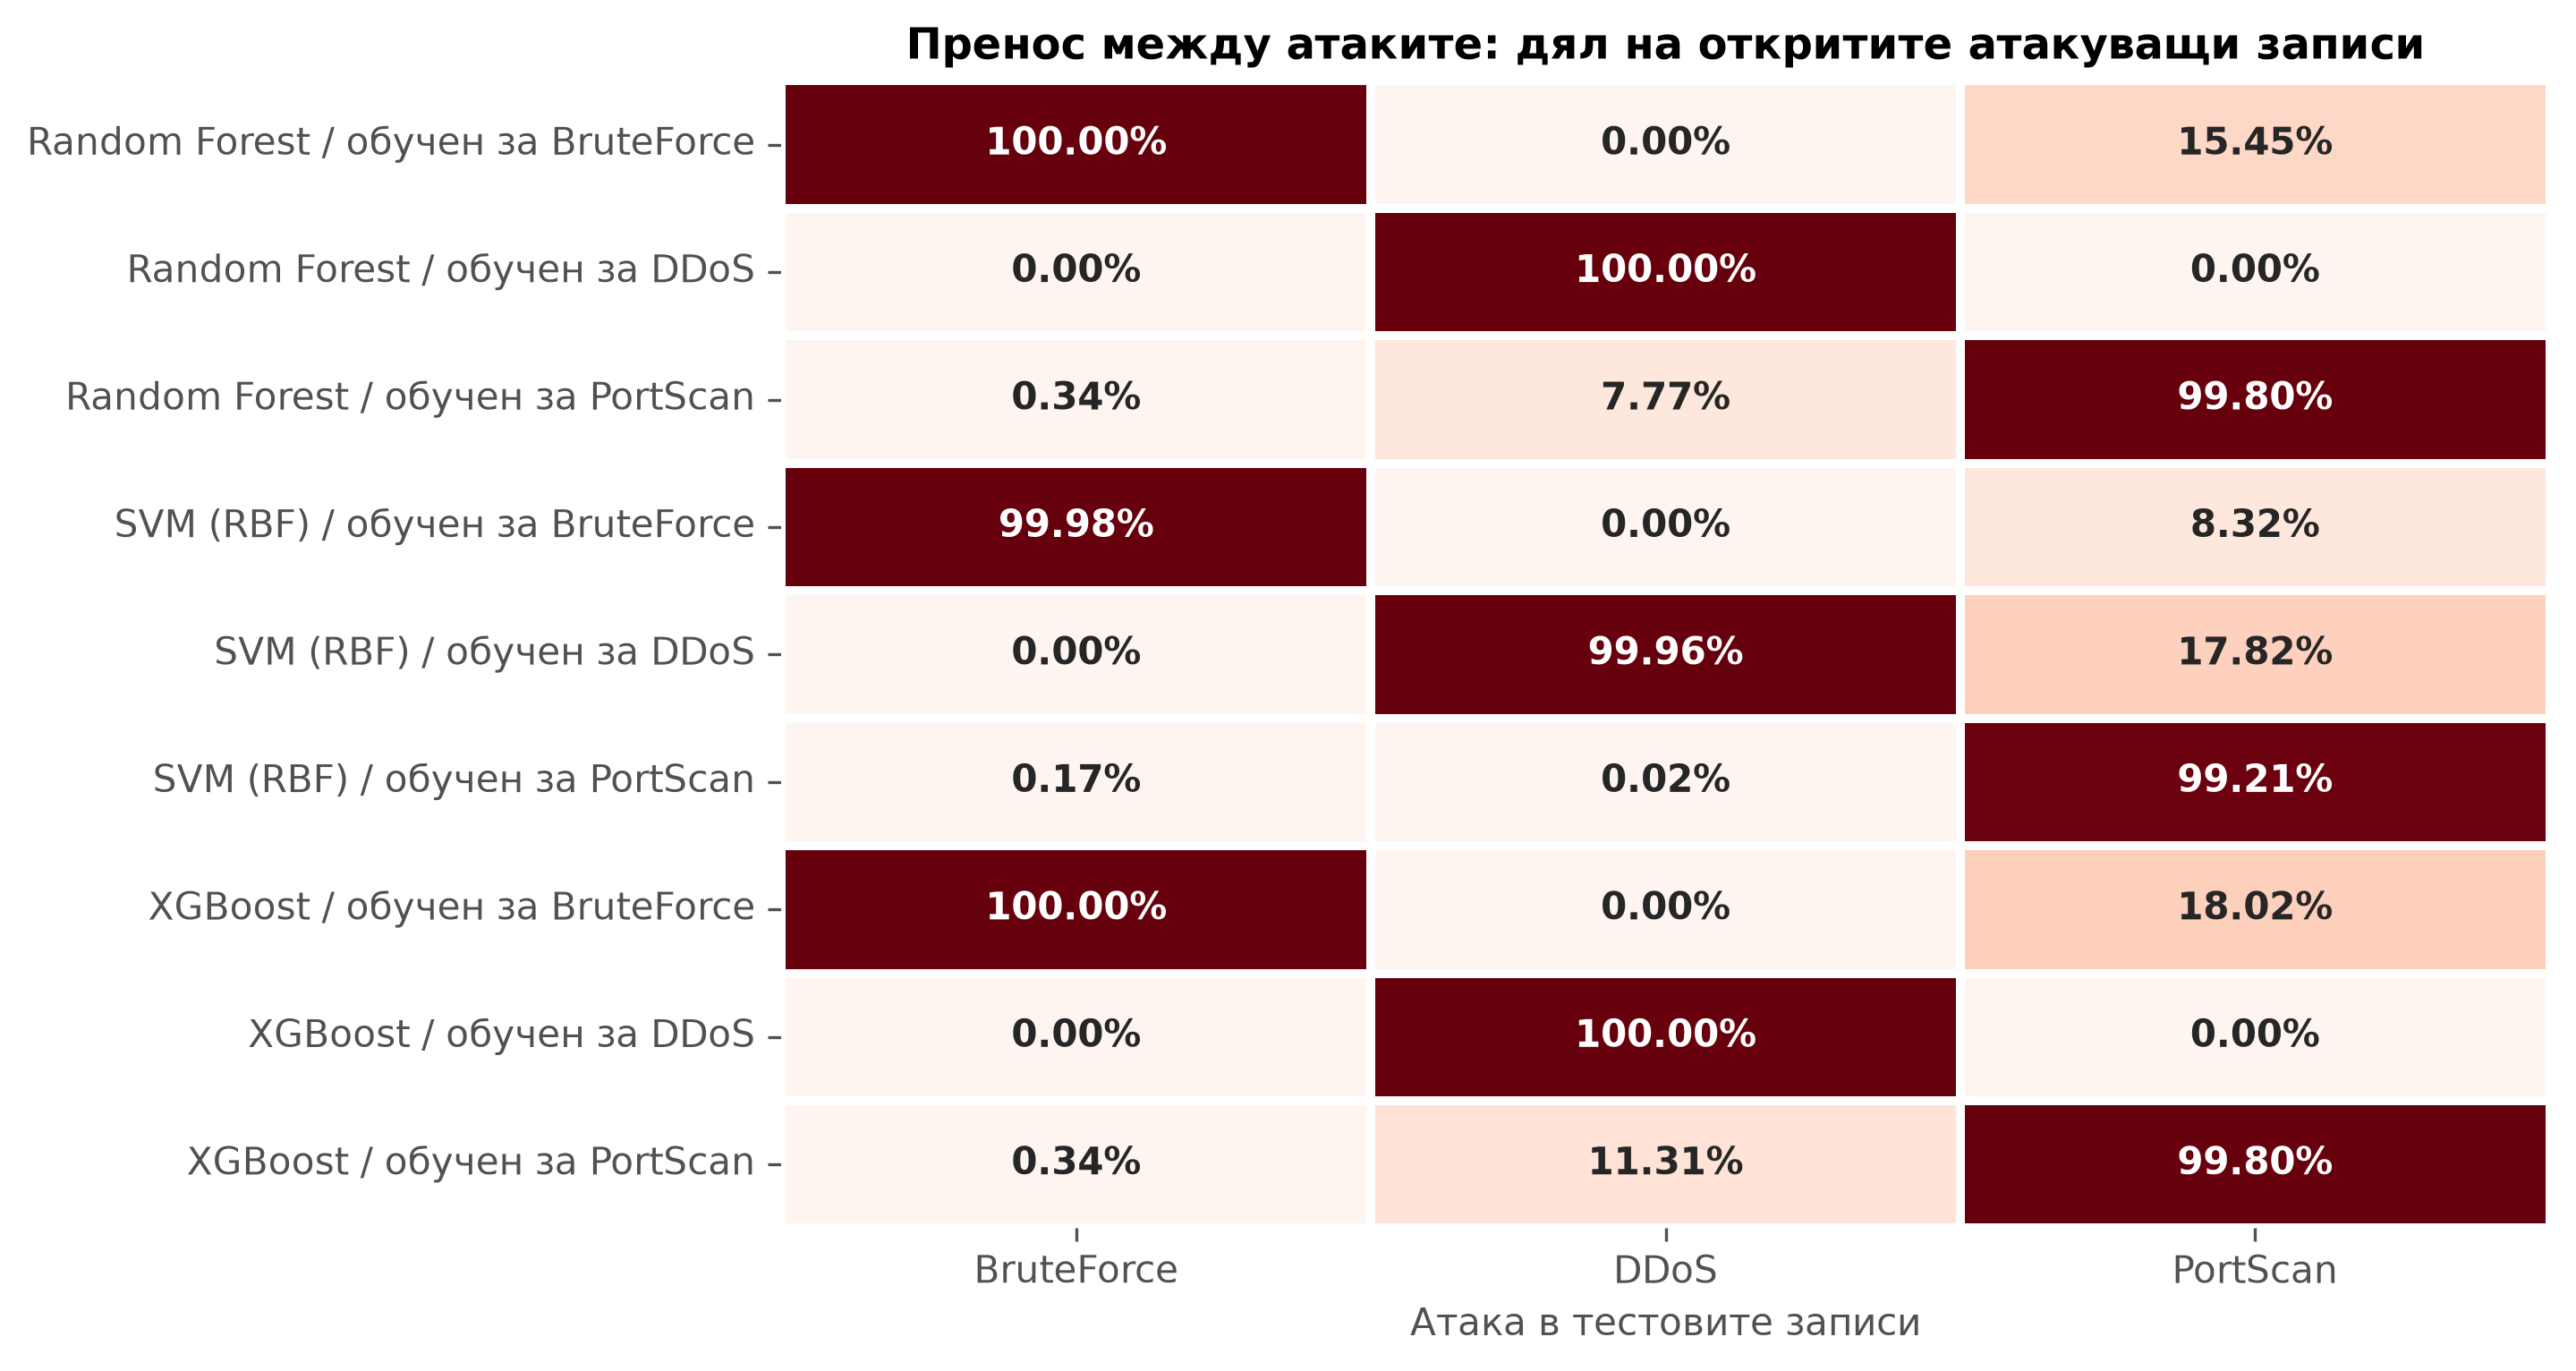 Пренос между атаките: дял на откритите атакуващи записи
Random Forest / обучен за BruteForce 100.00% 0.00% 15.45%
Random Forest / обучен за DDoS 0.00% 100.00% 0.00%
Random Forest / обучен за PortScan 0.34% 7.77% 99.80%
SVM (RBF) / обучен за BruteForce 99.98% 0.00% 8.32%
SVM (RBF) / обучен за DDoS 0.00% 99.96% 17.82%
SVM (RBF) / обучен за PortScan 0.17% 0.02% 99.21%
XGBoost / обучен за BruteForce 100.00% 0.00% 18.02%
XGBoost / обучен за DDoS 0.00% 100.00% 0.00%
XGBoost / обучен за PortScan 0.34% 11.31% 99.80%
BruteForce DDoS PortScan
Атака в тестовите записи